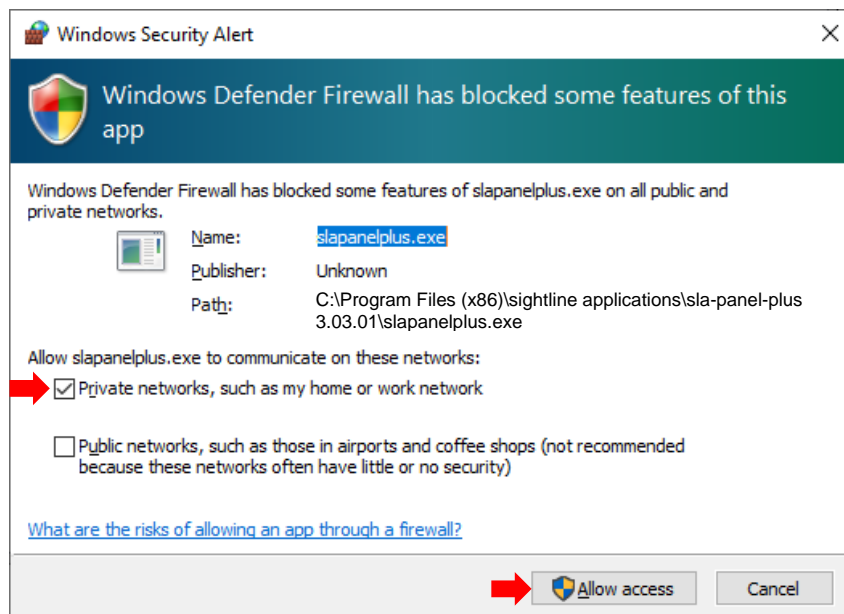 Windows Security Alert
Windows Defender Firewall has blocked some features of this
app
Windows Defender Firewall has blocked some features of slapanelplus.exe on all public and
private networks.
Name: slapanelplus.exe
Publisher: Unknown
Path: C:\Program Files (x86)\sightline applications\sla-panel-plus
3.03.01\slapanelplus.exe
Allow slapanelplus.exe to communicate on these networks:
Private networks, such as my home or work network
Public networks, such as those in airports and coffee shops (not recommended
because these networks often have little or no security)
What are the risks of allowing an app through a firewall?
Allow access Cancel